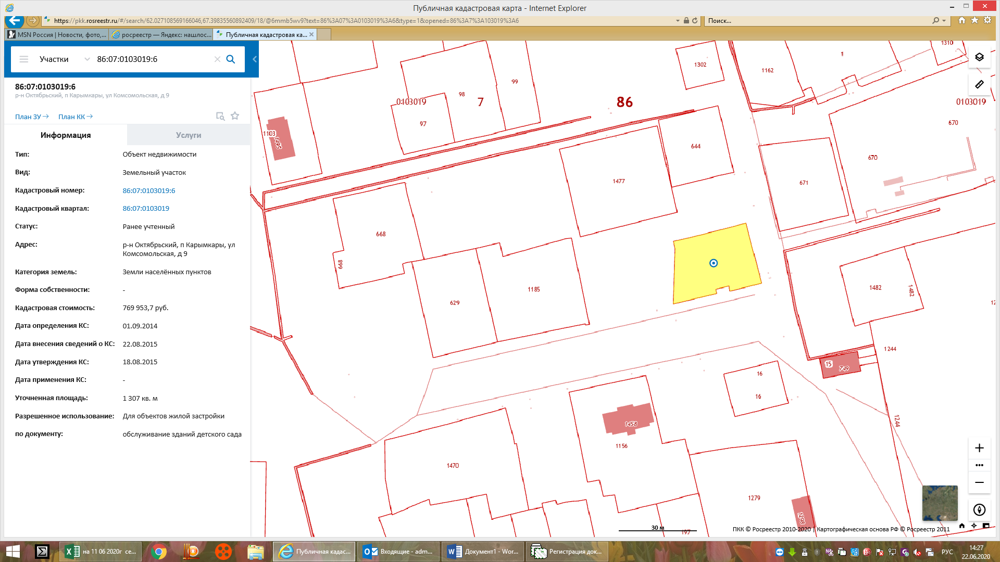 Публичная кадастровая карта - Internet Explorer
https://pkk.rosreestr.ru/#/search/62.027108569166046,67.39835560892409/18/@6mmb5wv9?text=86%3A07%3A0103019%3A6&type=1&opened=86%3A7%3A103019%3A6
Поиск...
MSN Россия | Новости, фото,...
росреестр — Яндекс: нашлос...
Публичная кадастровая ка...
Участки
86:07:0103019:6
86:07:0103019:6
р-н Октябрьский, п Карымкары, ул Комсомольская, д 9
План ЗУ
План КК
Информация
Услуги
Тип: Объект недвижимости
Вид: Земельный участок
Кадастровый номер: 86:07:0103019:6
Кадастровый квартал: 86:07:0103019
Статус: Ранее учтенный
Адрес: р-н Октябрьский, п Карымкары, ул
Комсомольская, д 9
Категория земель: Земли населённых пунктов
Форма собственности: -
Кадастровая стоимость: 769 953,7 руб.
Дата определения КС: 01.09.2014
Дата внесения сведений о КС: 22.08.2015
Дата утверждения КС: 18.08.2015
Дата применения КС: -
Уточненная площадь: 1 307 кв. м
Разрешенное использование: Для объектов жилой застройки
по документу: обслуживание зданий детского сада
1310
1
1302
1162
99
98
0103019
7
86
0103019
97
670
1103
1495
644
670
1477
671
668
668
1185
629
1482
1482
12
1244
15
749
16
16
1458
1244
1156
1470
1279
1298
197
30 м
ПКК © Росреестр 2010-2020 | Картографическая основа РФ © Росреестр 2011
на 11 06 2020г се...
Публичная кадас...
Входящие - adm...
Документ1 - Wor...
Регистрация док...
РУС
14:27
22.06.2020